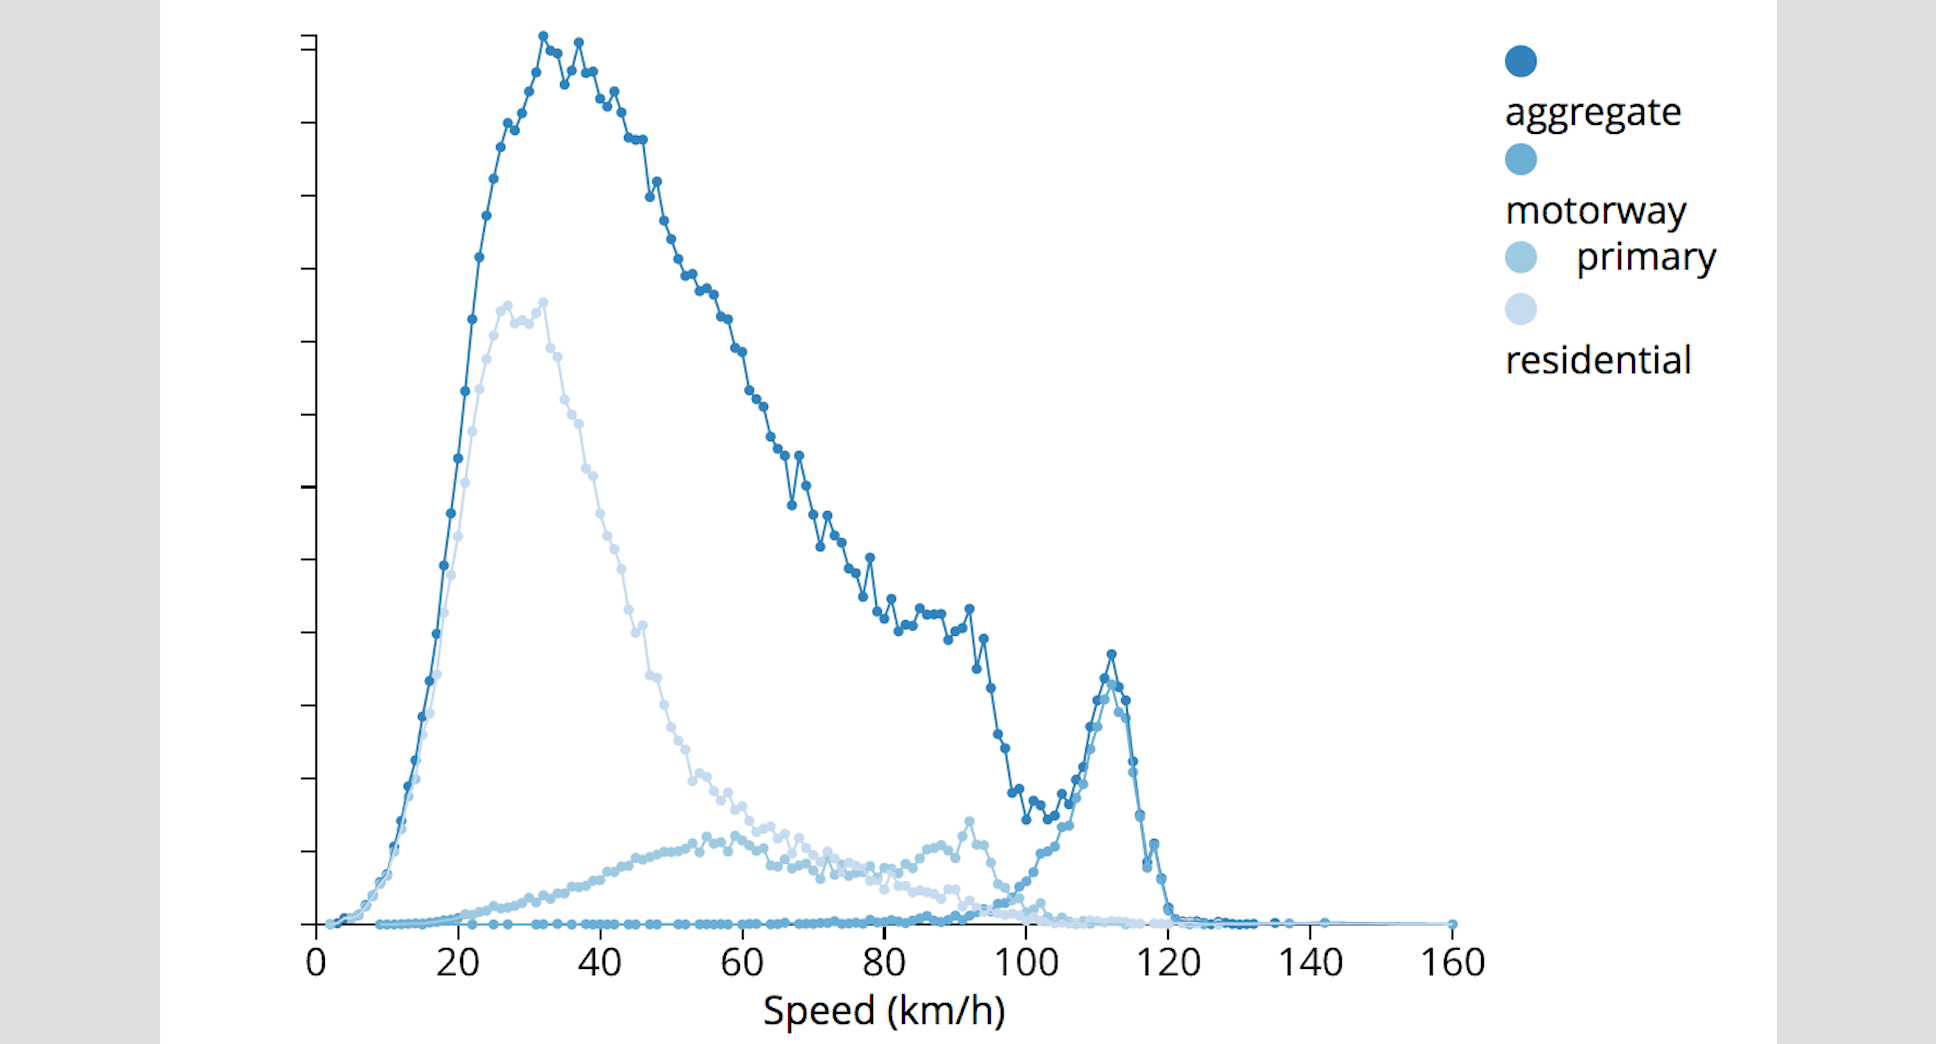 aggregate
motorway
primary
residential
0 20 40 60 80 100 120 140 160
Speed (km/h)